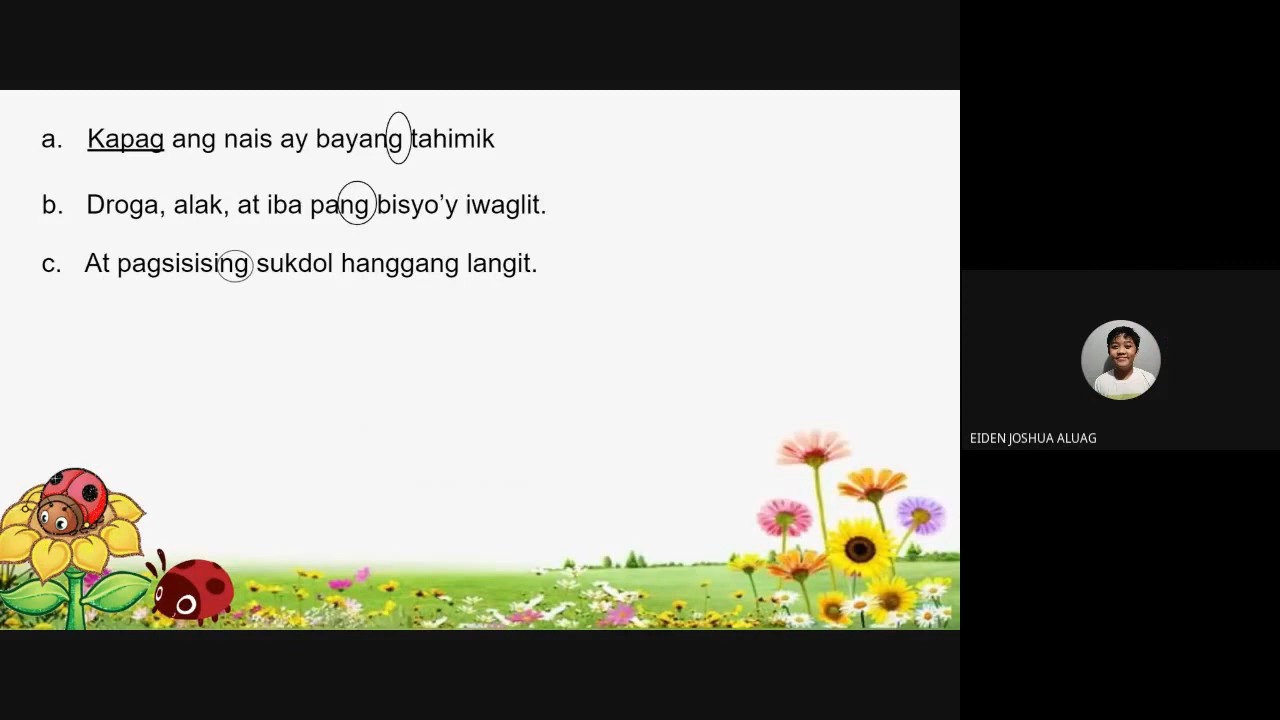 a. Kapag ang nais ay bayang tahimik
b. Droga, alak, at iba pang bisyo’y iwaglit.
c. At pagsisising sukdol hanggang langit.
EIDEN JOSHUA ALUAG